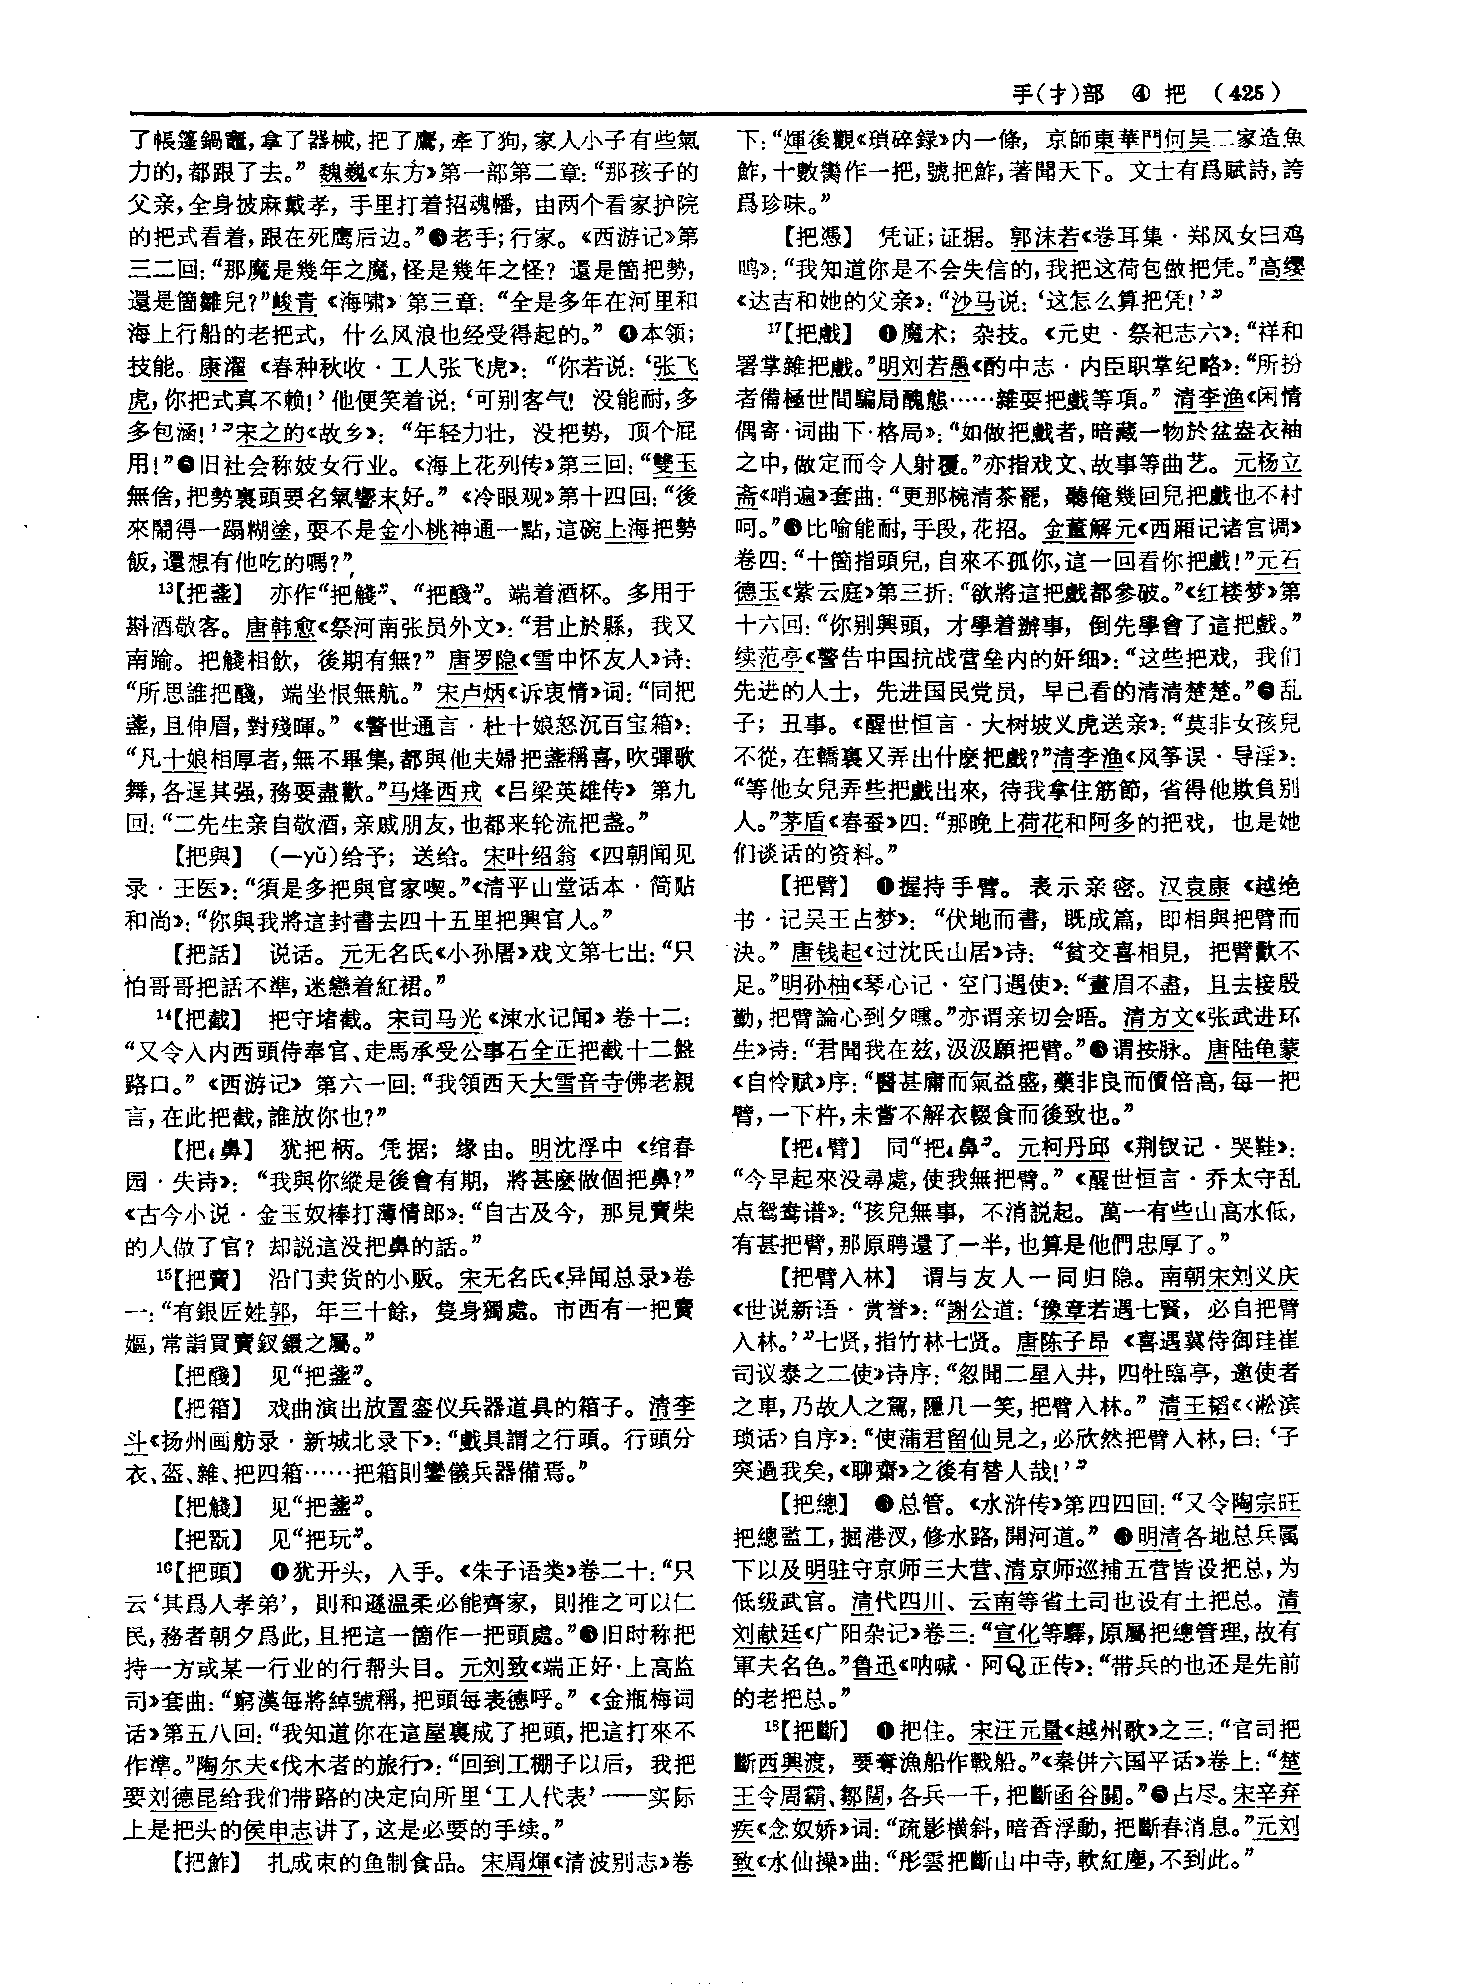 手(扌)部 ④ 把 (425)
了帳篷鍋竈,拿了器械,把了鷹,牽了狗,家人小子有些氣
力的,都跟了去。” 魏巍《东方》第一部第二章:“那孩子的
父亲,全身披麻戴孝,手里打着招魂幡,由两个看家护院
的把式看着,跟在死鹰后边。”❸老手;行家。《西游记》第
三二回:“那魔是幾年之魔,怪是幾年之怪?還是箇把勢,
還是箇雛兒?”峻青《海啸》第三章:“全是多年在河里和
海上行船的老把式,什么风浪也经受得起的。” ❹本领;
技能。康濯《春种秋收·工人张飞虎》:“你若说:‘张飞
虎,你把式真不赖!’他便笑着说:‘可别客气!没能耐,多
多包涵!’”宋之的《故乡》:“年轻力壮,没把势,顶个屁
用!”❺旧社会称妓女行业。《海上花列传》第三回:“雙玉
無俗,把勢裏頭要名氣響末好。”《冷眼观》第十四回:“後
來鬧得一蹋糊塗,要不是金小桃神通一點,這碗上海把勢
飯,還想有他吃的嗎?”
13【把盞】 亦作“把觴”、“把醆”。端着酒杯。多用于
斟酒敬客。唐韩愈《祭河南张员外文》:“君止於縣,我又
南踰。把觴相飲,後期有無?” 唐罗隐《雪中怀友人》诗:
“所思誰把醆,端坐恨無航。” 宋卢炳《诉衷情》词:“同把
盞,且伸眉,對殘暉。”《警世通言·杜十娘怒沉百宝箱》:
“凡十娘相厚者,無不畢集,都與他夫婦把盞稱喜,吹彈歌
舞,各逞其强,務要盡歡。”马烽西戎《吕梁英雄传》第九
回:“二先生亲自敬酒,亲戚朋友,也都来轮流把盏。”
【把與】 (—yǔ)给予;送给。宋叶绍翁《四朝闻见
录·王医》:“須是多把與官家喫。”《清平山堂话本·简贴
和尚》:“你與我將這封書去四十五里把與官人。”
【把話】 说话。元无名氏《小孙屠》戏文第七出:“只
怕哥哥把話不準,迷戀着紅裙。”
14【把截】 把守堵截。宋司马光《涑水记闻》卷十二:
“又令入内西頭侍奉官、走馬承受公事石全正把截十二盤
路口。”《西游记》第六一回:“我領西天大雪音寺佛老親
言,在此把截,誰放你也?”
【把4鼻】 犹把柄。凭据;缘由。明沈浮中《绾春
园·失诗》:“我與你縱是後會有期,將甚麽做個把鼻?”
《古今小说·金玉奴棒打薄情郎》:“自古及今,那見賣柴
的人做了官?却説這没把鼻的話。”
15【把賣】 沿门卖货的小贩。宋无名氏《异闻总录》卷
一:“有銀匠姓郭,年三十餘,隻身獨處。市西有一把賣
嫗,常詣買賣釵鐶之屬。”
【把醆】 见“把盞”。
【把箱】 戏曲演出放置銮仪兵器道具的箱子。清李
斗《扬州画舫录·新城北录下》:“戲具謂之行頭。行頭分
衣、盔、雜、把四箱……把箱則鑾儀兵器備焉。”
【把觴】 见“把盞”。
【把翫】 见“把玩”。
16【把頭】 ❶犹开头,入手。《朱子语类》卷二十:“只
云‘其爲人孝弟’,則和遜温柔必能齊家,則推之可以仁
民,務者朝夕爲此,且把這一箇作一把頭處。”❷旧时称把
持一方或某一行业的行帮头目。元刘致《端正好·上高监
司》套曲:“窮漢每將綽號稱,把頭每表德呼。”《金瓶梅词
话》第五八回:“我知道你在這屋裏成了把頭,把這打來不
作準。”陶尔夫《伐木者的旅行》:“回到工棚子以后,我把
要刘德昆给我们带路的决定向所里‘工人代表’——实际
上是把头的侯申志讲了,这是必要的手续。”
【把鮓】 扎成束的鱼制食品。宋周煇《清波别志》卷
下:“煇後觀《瑣碎録》内一條,京師東華門何吴二家造魚
鮓,十數臠作一把,號把鮓,著聞天下。文士有爲賦詩,誇
爲珍味。”
【把憑】 凭证;证据。郭沫若《卷耳集·郑风女曰鸡
鸣》:“我知道你是不会失信的,我把这荷包做把凭。”高缨
《达吉和她的父亲》:“沙马说:‘这怎么算把凭!’”
17【把戲】 ❶魔术;杂技。《元史·祭祀志六》:“祥和
署掌雜把戲。”明刘若愚《酌中志·内臣职掌纪略》:“所扮
者備極世間騙局醜態……雜耍把戲等項。” 清李渔《闲情
偶寄·词曲下·格局》:“如做把戲者,暗藏一物於盆盎衣袖
之中,做定而令人射覆。”亦指戏文、故事等曲艺。元杨立
斋《哨遍》套曲:“更那椀清茶罷,聽俺幾回兒把戲也不村
呵。”❷比喻能耐,手段,花招。金董解元《西厢记诸宫调》
卷四:“十箇指頭兒,自來不孤你,這一回看你把戲!”元石
德玉《紫云庭》第三折:“欲將這把戲都參破。”《红楼梦》第
十六回:“你别興頭,才學着辦事,倒先學會了這把戲。”
续范亭《警告中国抗战营垒内的奸细》:“这些把戏,我们
先进的人士,先进国民党员,早已看的清清楚楚。”❸乱
子;丑事。《醒世恒言·大树坡义虎送亲》:“莫非女孩兒
不從,在轎裏又弄出什麽把戲?”清李渔《风筝误·导淫》:
“等他女兒弄些把戲出來,待我拿住筋節,省得他欺負别
人。”茅盾《春蚕》四:“那晚上荷花和阿多的把戏,也是她
们谈话的资料。”
【把臂】 ❶握持手臂。表示亲密。汉袁康《越绝
书·记吴王占梦》:“伏地而書,既成篇,即相與把臂而
決。” 唐钱起《过沈氏山居》诗:“貧交喜相見,把臂歡不
足。”明孙柚《琴心记·空门遇使》:“畫眉不盡,且去接殷
勤,把臂論心到夕曛。”亦谓亲切会晤。清方文《张武进环
生》诗:“君聞我在兹,汲汲願把臂。”❷谓按脉。唐陆龟蒙
《自怜赋》序:“醫甚庸而氣益盛,藥非良而價倍高,每一把
臂,一下杵,未嘗不解衣輟食而後致也。”
【把4臂】 同“把4鼻”。元柯丹邱《荆钗记·哭鞋》:
“今早起來没尋處,使我無把臂。”《醒世恒言·乔太守乱
点鸳鸯谱》:“孩兒無事,不消説起。萬一有些山高水低,
有甚把臂,那原聘還了一半,也算是他們忠厚了。”
【把臂入林】 谓与友人一同归隐。南朝宋刘义庆
《世说新语·赏誉》:“謝公道:‘豫章若遇七賢,必自把臂
入林。’”七贤,指竹林七贤。唐陈子昂《喜遇冀侍御珪崔
司议泰之二使》诗序:“忽聞二星入井,四牡臨亭,邀使者
之車,乃故人之駕,隱几一笑,把臂入林。” 清王韬《〈淞滨
琐话〉自序》:“使蒲君留仙見之,必欣然把臂入林,曰:‘子
突過我矣,《聊齋》之後有替人哉!’”
【把總】 ❶总管。《水浒传》第四四回:“又令陶宗旺
把總監工,掘港汊,修水路,開河道。” ❷明清各地总兵属
下以及明驻守京师三大营、清京师巡捕五营皆设把总,为
低级武官。清代四川、云南等省土司也设有土把总。清
刘献廷《广阳杂记》卷三:“宣化等驛,原屬把總管理,故有
軍夫名色。”鲁迅《呐喊·阿Q正传》:“带兵的也还是先前
的老把总。”
18【把斷】 ❶把住。宋汪元量《越州歌》之三:“官司把
斷西興渡,要奪漁船作戰船。”《秦併六国平话》卷上:“楚
王令周霸、鄒闊,各兵一千,把斷函谷關。”❷占尽。宋辛弃
疾《念奴娇》词:“疏影横斜,暗香浮動,把斷春消息。”元刘
致《水仙操》曲:“彤雲把斷山中寺,軟紅塵,不到此。”